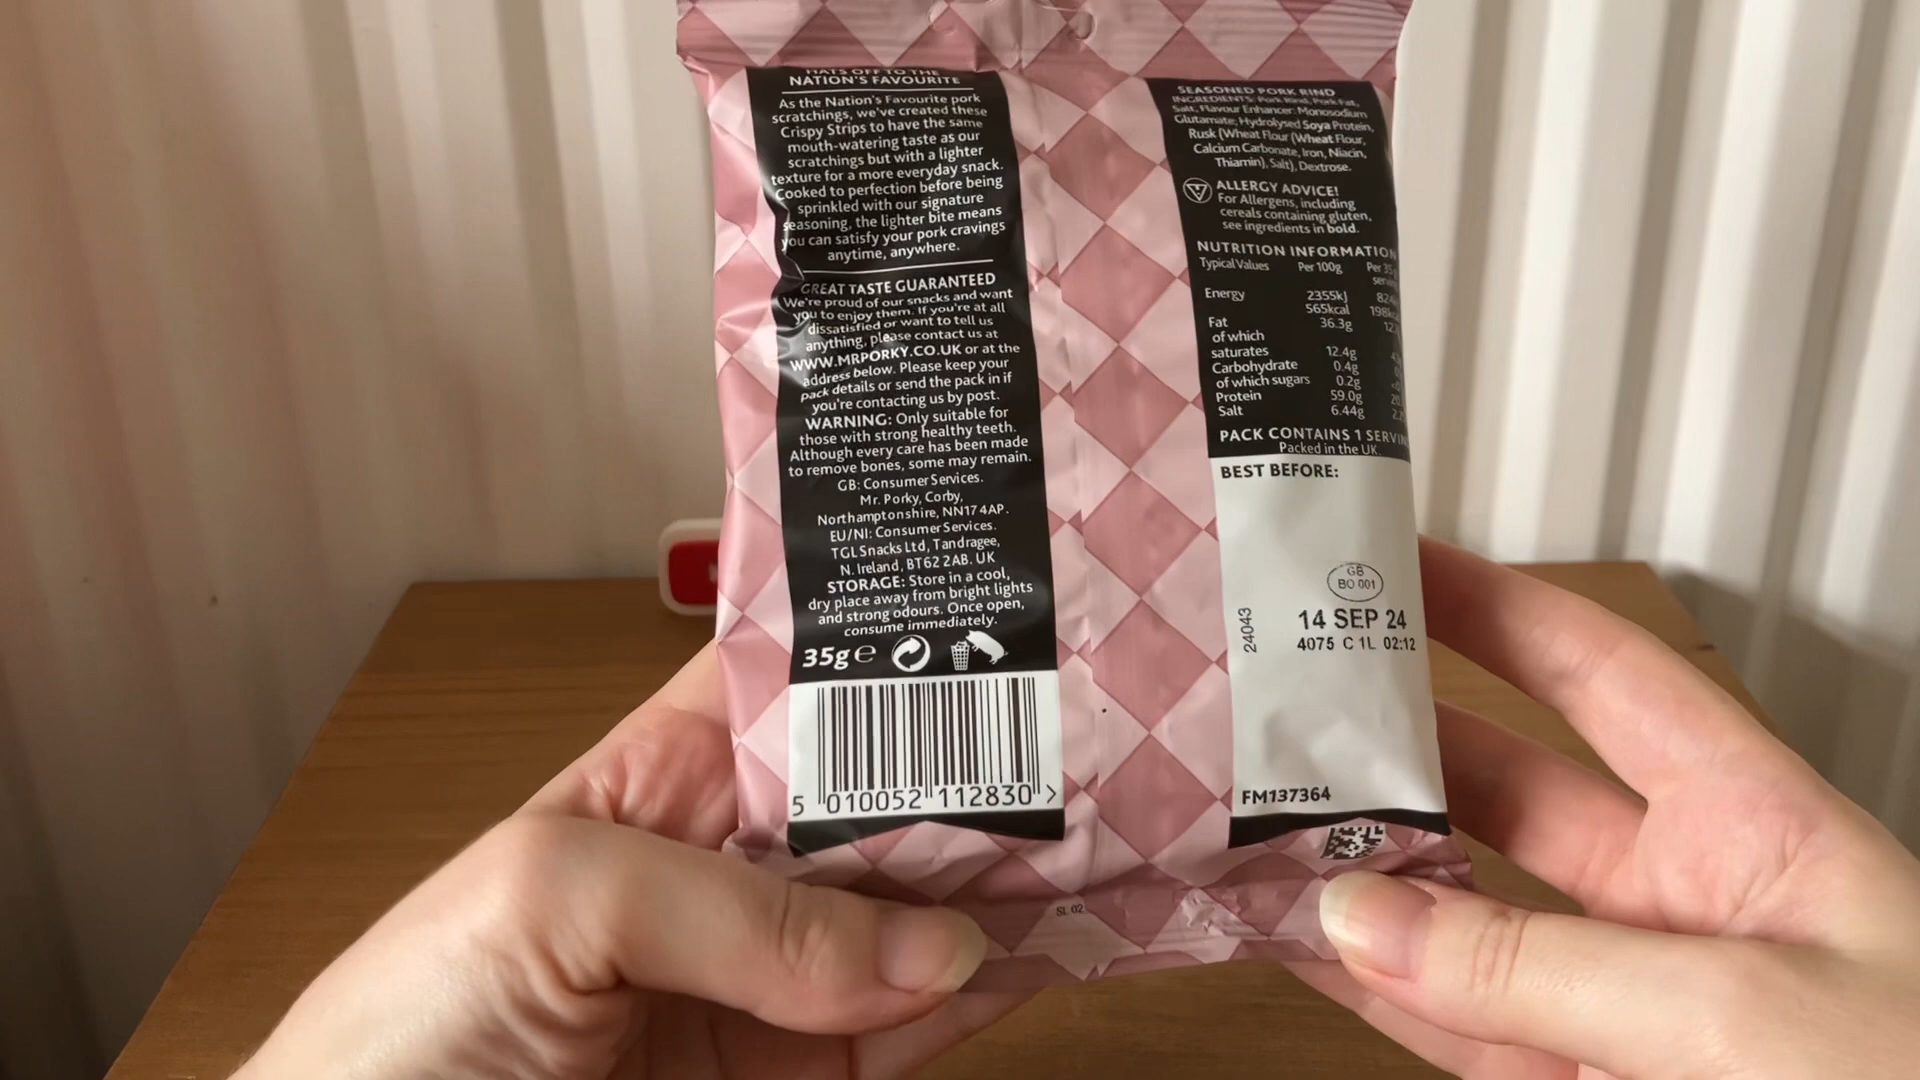 HATS OFF TO THE
NATION'S FAVOURITE
As the Nation's Favourite pork
scratchings, we've created these
Crispy Strips to have the same
mouth-watering taste as our
scratchings but with a lighter
texture for a more everyday snack.
Cooked to perfection before being
sprinkled with our signature
seasoning, the lighter bite means
you can satisfy your pork cravings
anytime, anywhere.
GREAT TASTE GUARANTEED
We're proud of our snacks and want
you to enjoy them. If you're at all
dissatisfied or want to tell us
anything, please contact us at
WWW.MRPORKY.CO.UK or at the
address below. Please keep your
pack details or send the pack in if
you're contacting us by post.
WARNING: Only suitable for
those with strong healthy teeth.
Although every care has been made
to remove bones, some may remain.
GB: Consumer Services.
Mr. Porky, Corby,
Northamptonshire, NN17 4AP.
EU/NI: Consumer Services.
TGL Snacks Ltd, Tandragee,
N. Ireland, BT62 2AB. UK
STORAGE: Store in a cool,
dry place away from bright lights
and strong odours. Once open,
consume immediately.
35g e
5 010052 112830 >
SEASONED PORK RIND
INGREDIENTS: Pork Rind, Pork Fat,
Salt, Flavour Enhancer: Monosodium
Glutamate; Hydrolysed Soya Protein,
Rusk (Wheat Flour (Wheat Flour,
Calcium Carbonate, Iron, Niacin,
Thiamin), Salt), Dextrose.
ALLERGY ADVICE!
For Allergens, including
cereals containing gluten,
see ingredients in bold.
NUTRITION INFORMATION
Typical Values Per 100g Per 35g
Energy 2355kJ
565kcal 198kcal
Fat 36.3g
of which
saturates 12.4g
Carbohydrate 0.4g
of which sugars 0.2g
Protein 59.0g
Salt 6.44g
PACK CONTAINS 1 SERVIN
Packed in the UK.
BEST BEFORE:
GB
BO 001
24043
14 SEP 24
4075 C 1L 02:12
FM137364
SL 02